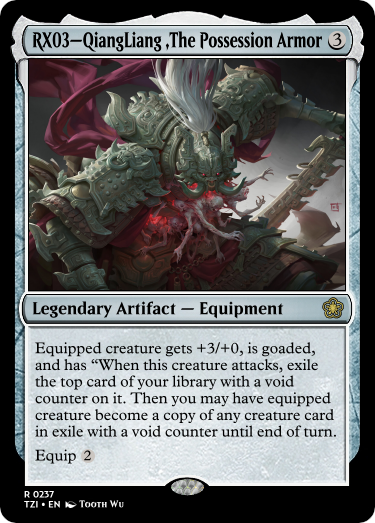 RX03—QiangLiang ,The Possession Armor 3
Legendary Artifact — Equipment
Equipped creature gets +3/+0, is goaded,
and has “When this creature attacks, exile
the top card of your library with a void
counter on it. Then you may have equipped
creature become a copy of any creature card
in exile with a void counter until end of turn.
Equip 2
R 0237
TZI • EN Tooth Wu